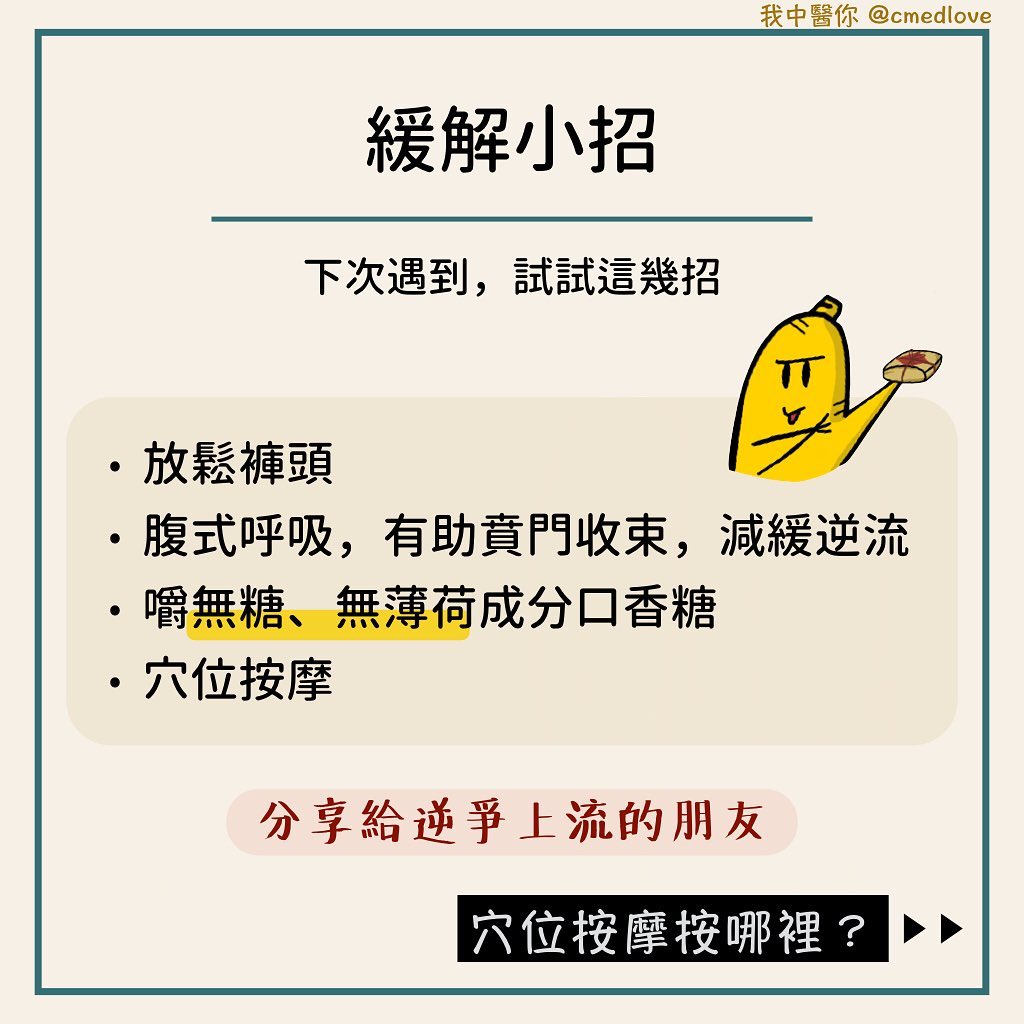 我中醫你 @cmedlove
緩解小招
下次遇到，試試這幾招
• 放鬆褲頭
• 腹式呼吸，有助賁門收束，減緩逆流
• 嚼無糖、無薄荷成分口香糖
• 穴位按摩
分享給逆爭上流的朋友
穴位按摩按哪裡？